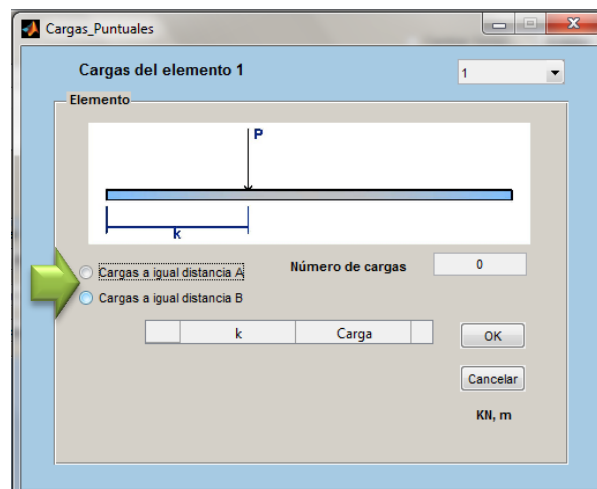 Cargas_Puntuales
Cargas del elemento 1
1
Elemento
P
k
Cargas a igual distancia A
Número de cargas
0
Cargas a igual distancia B
k Carga
OK
Cancelar
KN, m